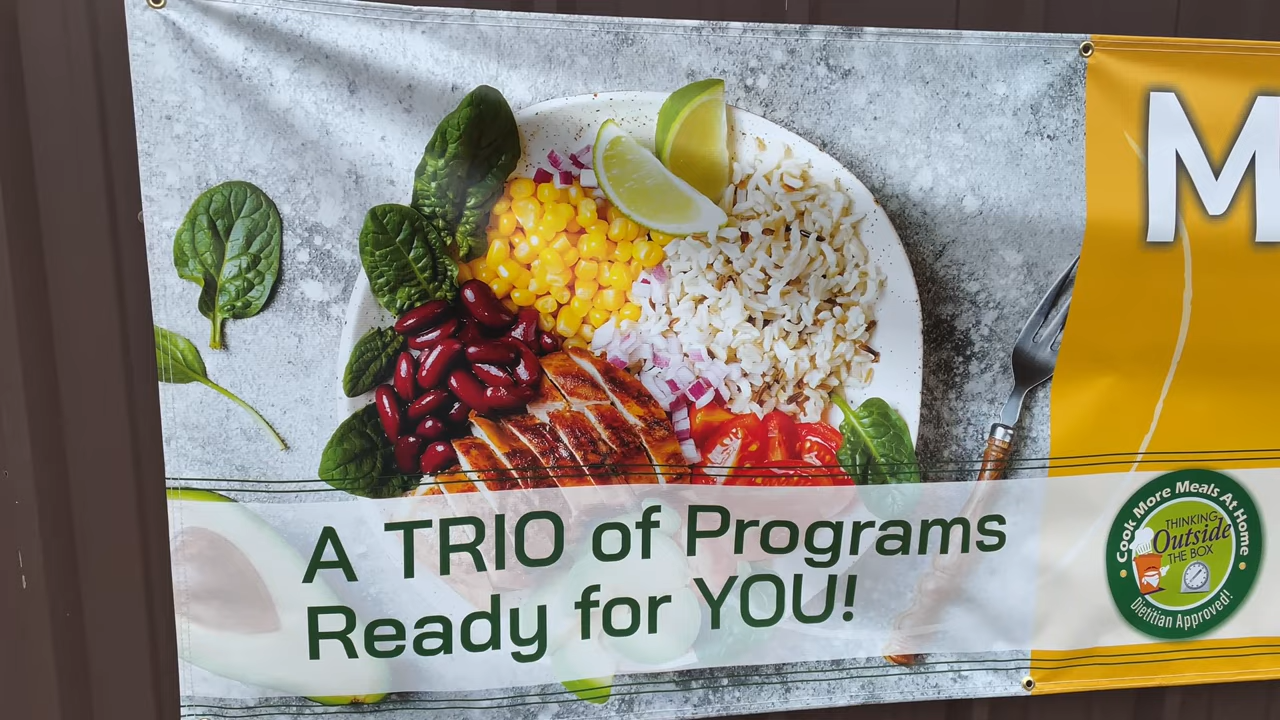 M
A TRIO of Programs
Ready for YOU!
Cook More Meals At Home
THINKING
Outside
THE BOX
Dietitian Approved!